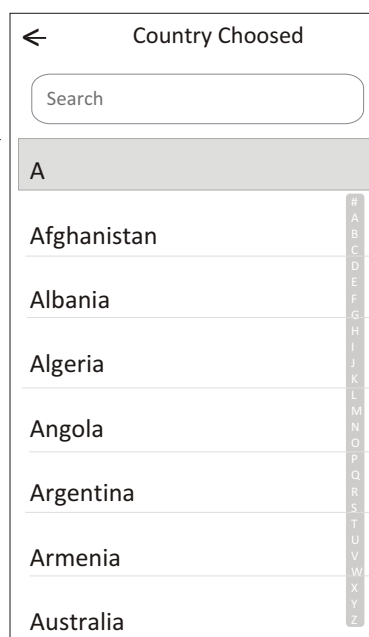 Country Choosed
Search
A
Afghanistan
Albania
Algeria
Angola
Argentina
Armenia
Australia
#
A
B
C
D
E
F
G
H
I
J
K
L
M
N
O
P
Q
R
S
T
U
V
W
X
Y
Z